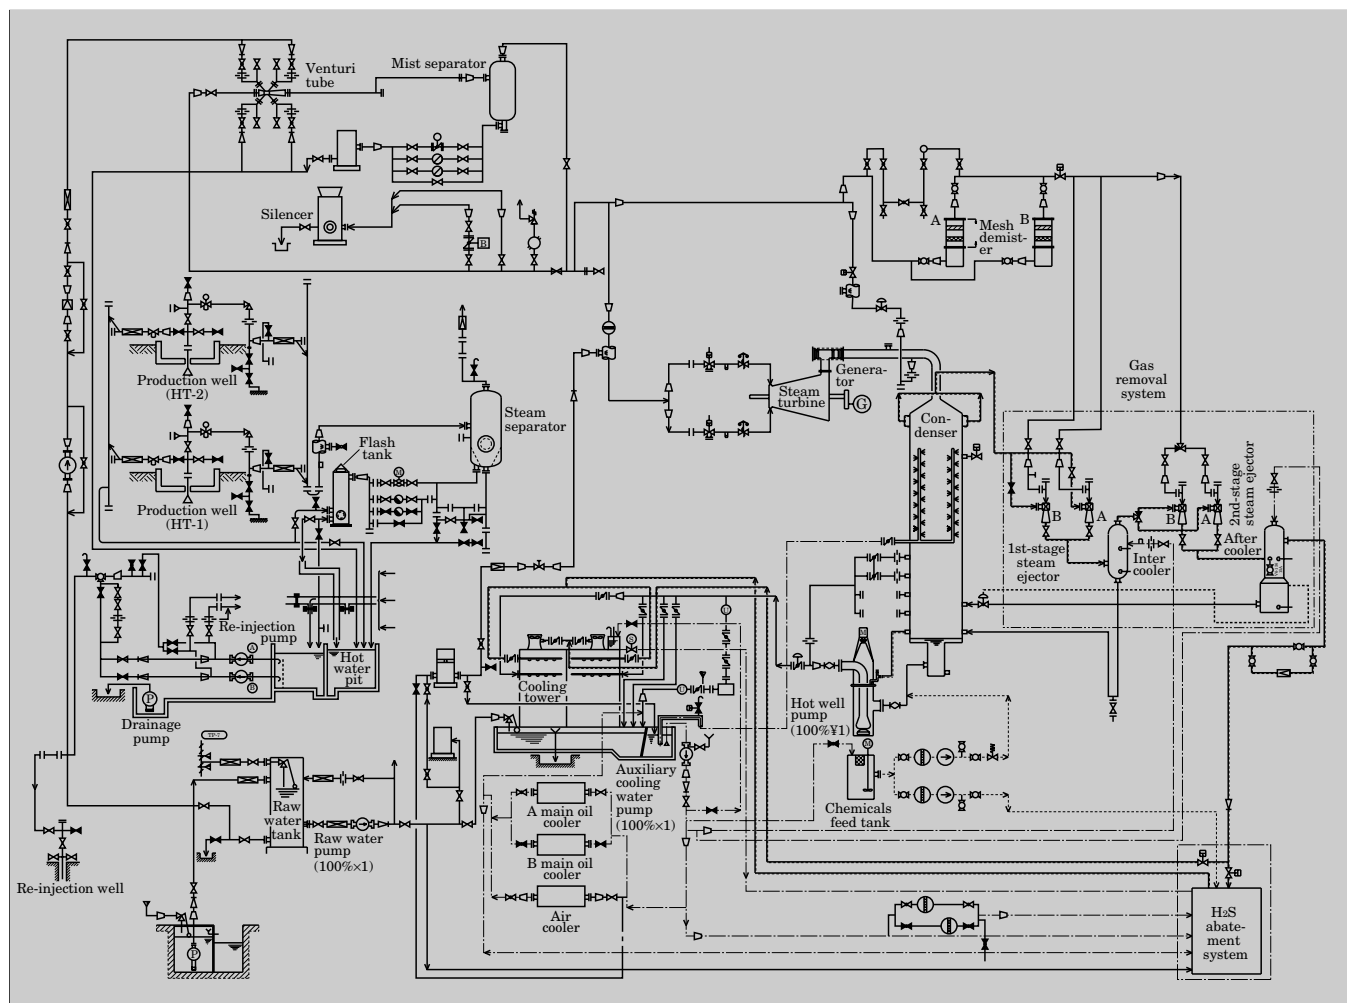 Venturi
tube
Mist separator
Silencer
B
A
Mesh
demist-
er
B
Production well
(HT-2)
Production well
(HT-1)
Flash
tank
M
Steam
separator
Steam
turbine
Genera-
tor
G
Con-
denser
Gas
removal
system
B
A
1st-stage
steam
ejector
Inter
cooler
B
A
2nd-stage
steam ejector
After
cooler
Re-injection
pump
A
B
Hot
water
pit
P
Drainage
pump
Re-injection well
TP-7
Raw
water
tank
Raw water
pump
(100%×1)
P
Cooling
tower
S
U
U
Auxiliary
cooling
water
pump
(100%×1)
A main oil
cooler
B main oil
cooler
Air
cooler
M
Hot well
pump
(100%¥1)
M
Chemicals
feed tank
H2S
abate-
ment
system